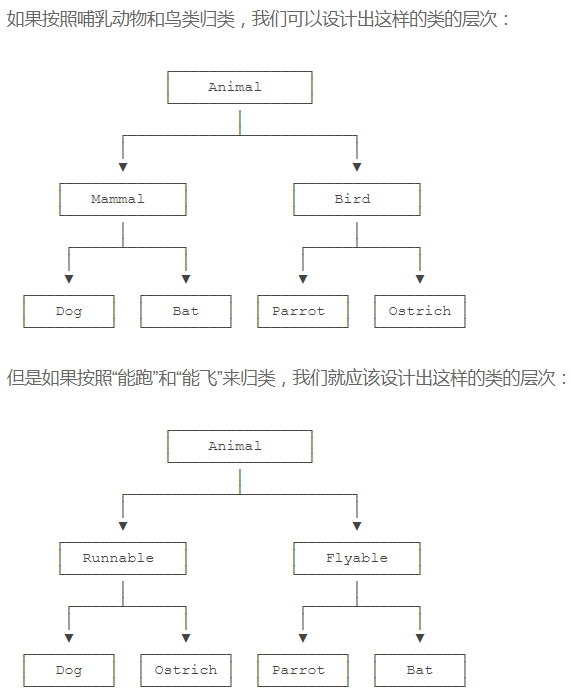 如果按照哺乳动物和鸟类归类，我们可以设计出这样的类的层次：
Animal
Mammal Bird
Dog Bat Parrot Ostrich
但是如果按照“能跑”和“能飞”来归类，我们就应该设计出这样的类的层次：
Animal
Runnable Flyable
Dog Ostrich Parrot Bat